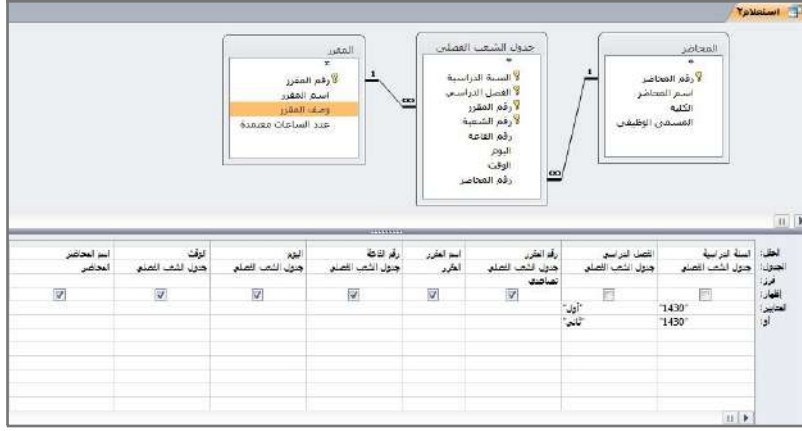 استعلام٢
المحاضر
*
رقم المحاضر
اسم المحاضر
الكلية
المسمى الوظيفي
جدول الشعب الفصلي
*
السنة الدراسية
الفصل الدراسي
رقم المقرر
رقم الشعبة
رقم القاعة
اليوم
الوقت
رقم المحاضر
المقرر
*
رقم المقرر
اسم المقرر
وصف المقرر
عدد الساعات معتمدة
1 ∞ 1 ∞
الحقل: السنة الدراسية الفصل الدراسي رقم المقرر اسم المقرر رقم القاعة اليوم الوقت اسم المحاضر
الجدول: جدول الشعب الفصلي جدول الشعب الفصلي جدول الشعب الفصلي المقرر جدول الشعب الفصلي جدول الشعب الفصلي جدول الشعب الفصلي المحاضر
فرز: تصاعدي
إظهار:
المعايير: "1430" "أول"
أو: "1430" "ثاني"